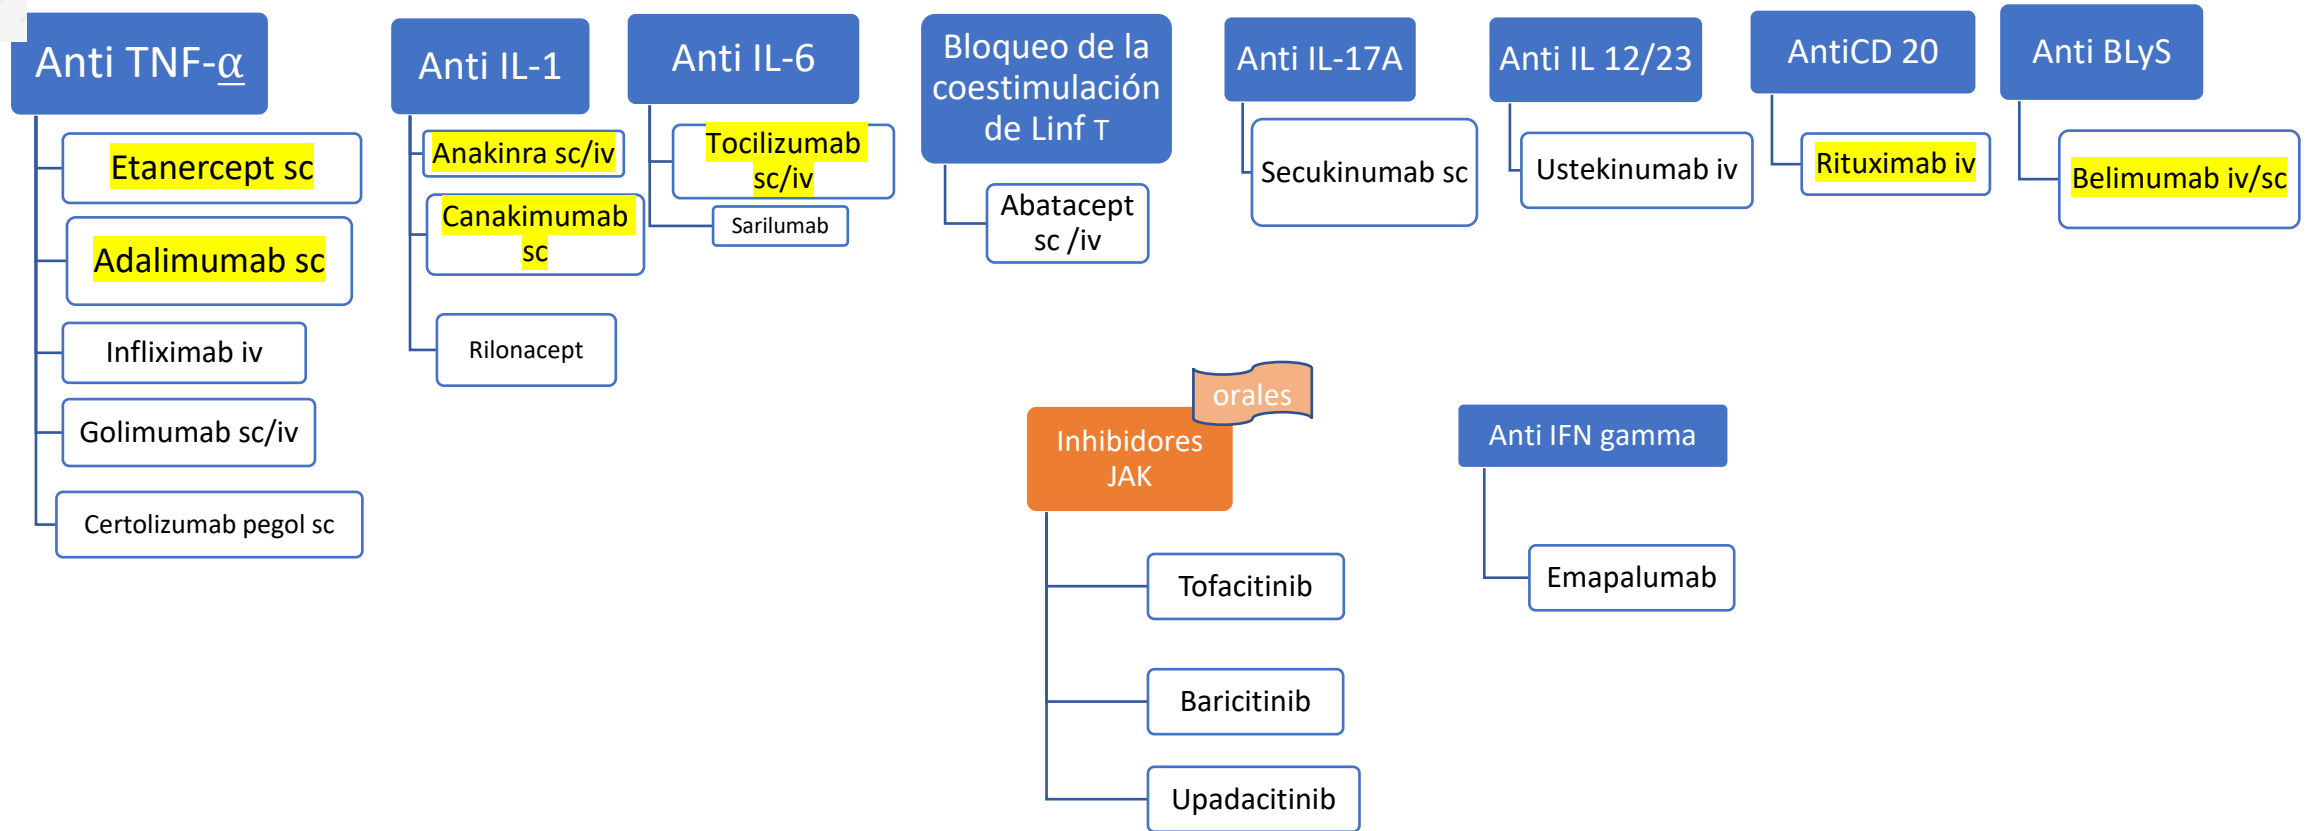 Anti TNF-α
Etanercept sc
Adalimumab sc
Infliximab iv
Golimumab sc/iv
Certolizumab pegol sc
Anti IL-1
Anakinra sc/iv
Canakimumab
sc
Rilonacept
Anti IL-6
Tocilizumab
sc/iv
Sarilumab
Bloqueo de la
coestimulación
de Linf T
Abatacept
sc /iv
Anti IL-17A
Secukinumab sc
Anti IL 12/23
Ustekinumab iv
AntiCD 20
Rituximab iv
Anti BLyS
Belimumab iv/sc
orales
Inhibidores
JAK
Tofacitinib
Baricitinib
Upadacitinib
Anti IFN gamma
Emapalumab